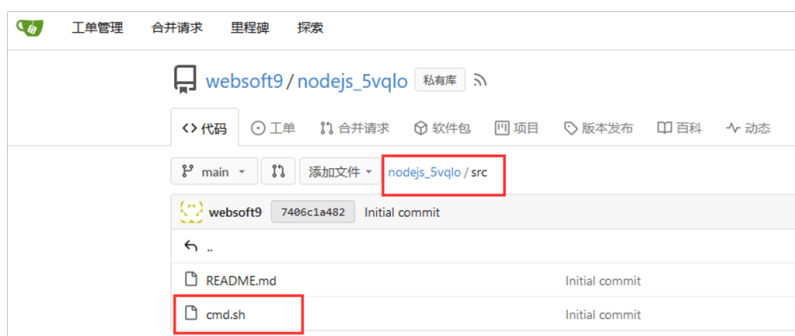 工单管理 合并请求 里程碑 探索
websoft9/nodejs_5vqlo 私有库
代码 工单 合并请求 软件包 项目 版本发布 百科 动态
main 添加文件 nodejs_5vqlo/src
websoft9 7406c1a482 Initial commit
..
README.md Initial commit
cmd.sh Initial commit